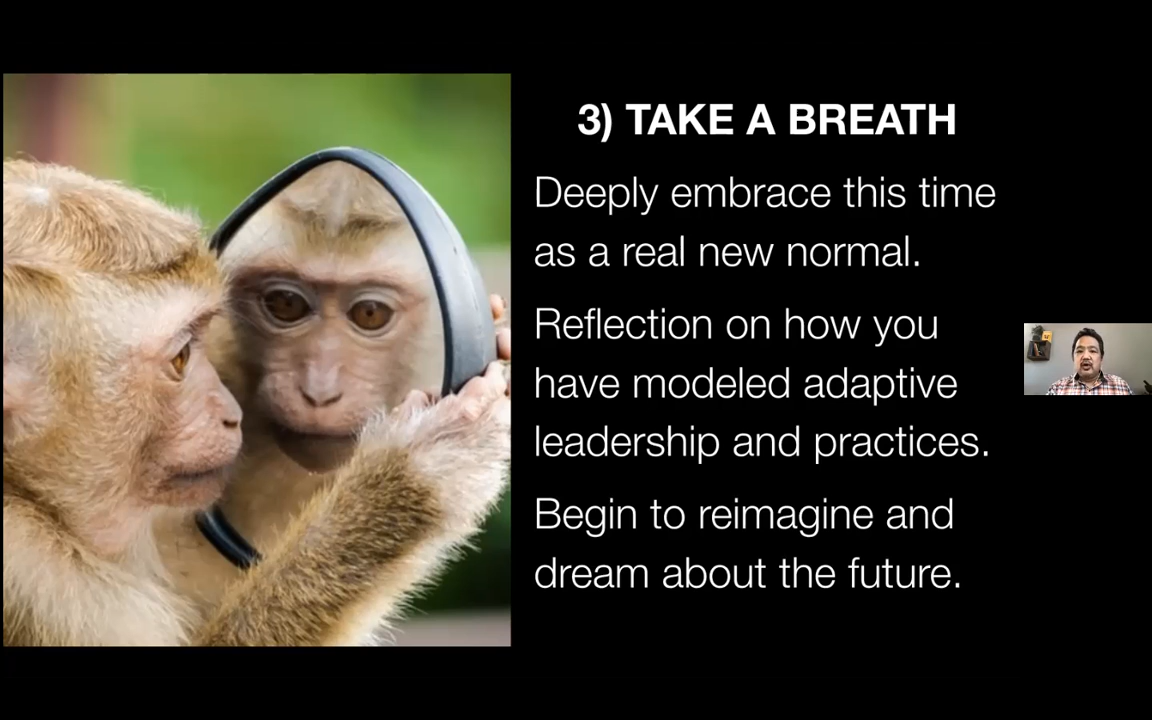 3) TAKE A BREATH
Deeply embrace this time
as a real new normal.
Reflection on how you
have modeled adaptive
leadership and practices.
Begin to reimagine and
dream about the future.